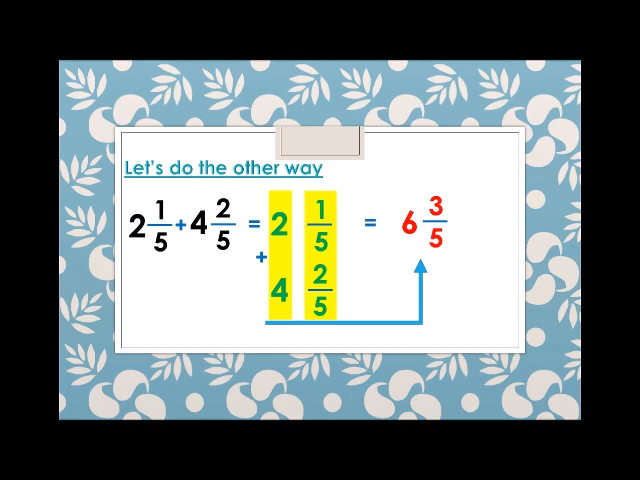 Let's do the other way
2 1/5 + 4 2/5 = 2 1/5 = 6 3/5
+
4 2/5